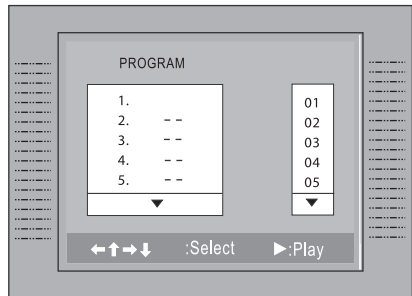 PROGRAM
1. 01
2. – – 02
3. – – 03
4. – – 04
5. – – 05
▼ ▼
←↑→↓ :Select ▶:Play